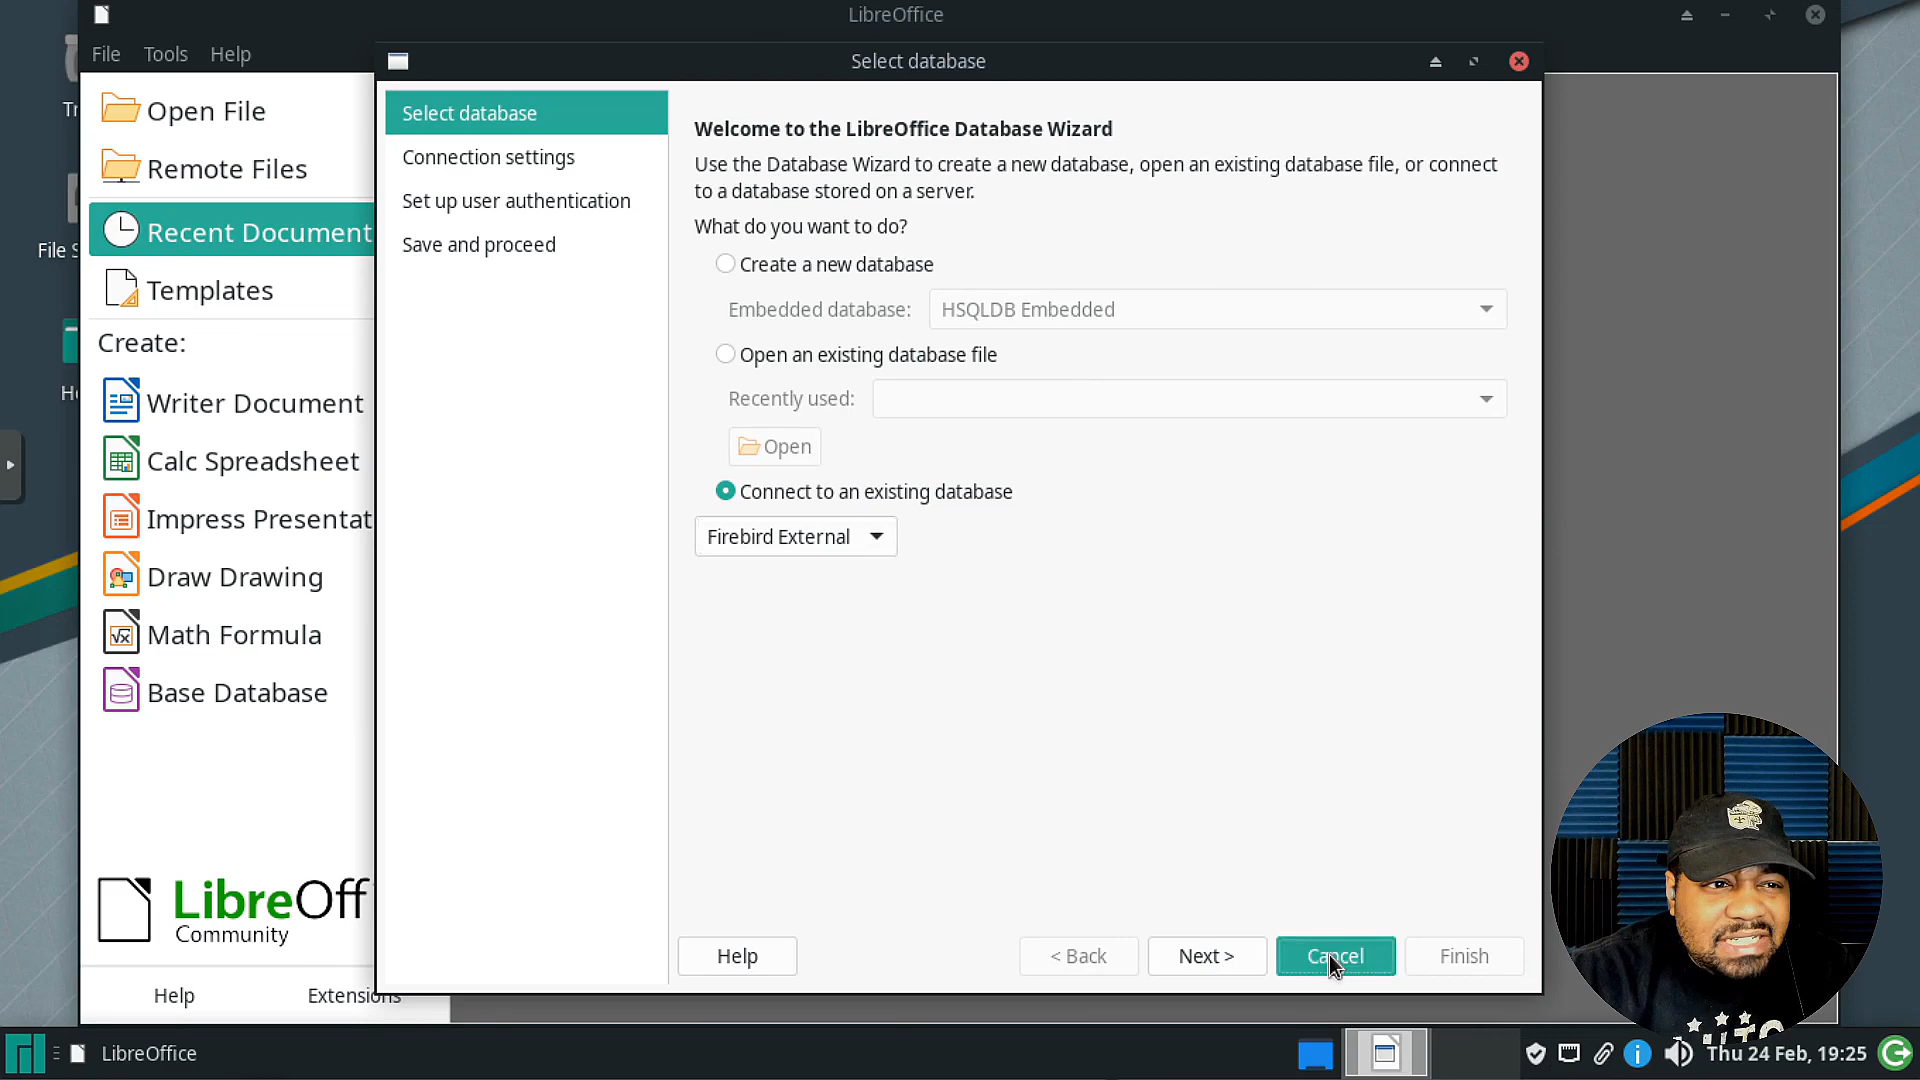 LibreOffice
File Tools Help
Select database
Tr
File S
Ho
Open File
Remote Files
Recent Document
Templates
Create:
Writer Document
Calc Spreadsheet
Impress Presentat
Draw Drawing
Math Formula
Base Database
LibreOff
Community
Help Extensions
Select database
Connection settings
Set up user authentication
Save and proceed
Welcome to the LibreOffice Database Wizard
Use the Database Wizard to create a new database, open an existing database file, or connect
to a database stored on a server.
What do you want to do?
Create a new database
Embedded database: HSQLDB Embedded
Open an existing database file
Recently used:
Open
Connect to an existing database
Firebird External
Help < Back Next > Cancel Finish
LibreOffice
Thu 24 Feb, 19:25